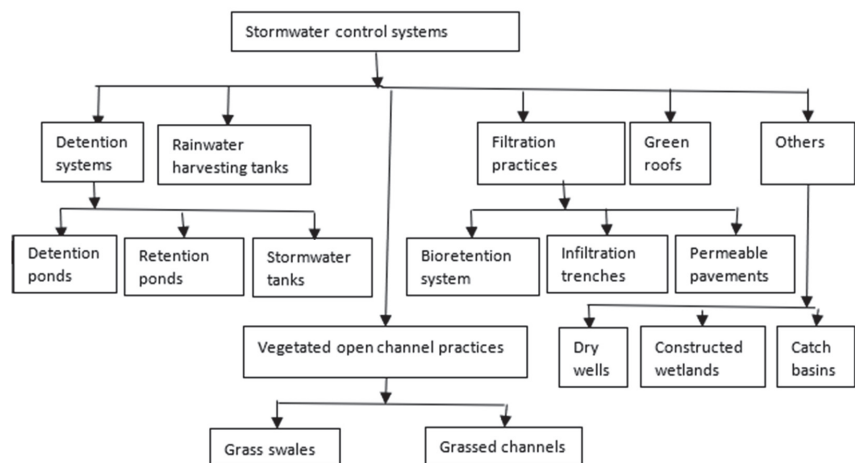 Stormwater control systems
Detention
systems
Rainwater
harvesting tanks
Filtration
practices
Green
roofs
Others
Detention
ponds
Retention
ponds
Stormwater
tanks
Bioretention
system
Infiltration
trenches
Permeable
pavements
Vegetated open channel practices
Dry
wells
Constructed
wetlands
Catch
basins
Grass swales
Grassed channels